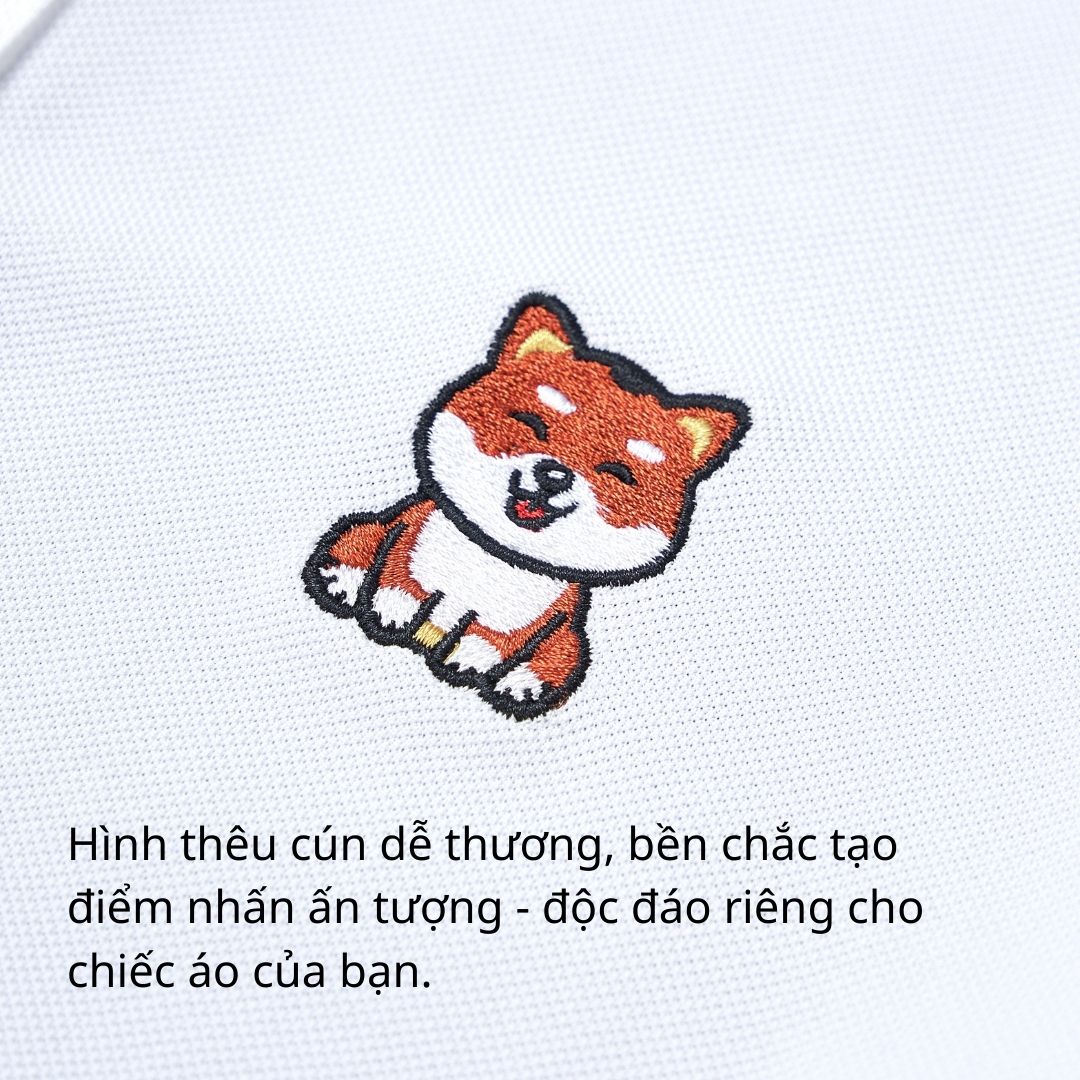 Hình thêu cún dễ thương, bền chắc tạo
điểm nhấn ấn tượng - độc đáo riêng cho
chiếc áo của bạn.